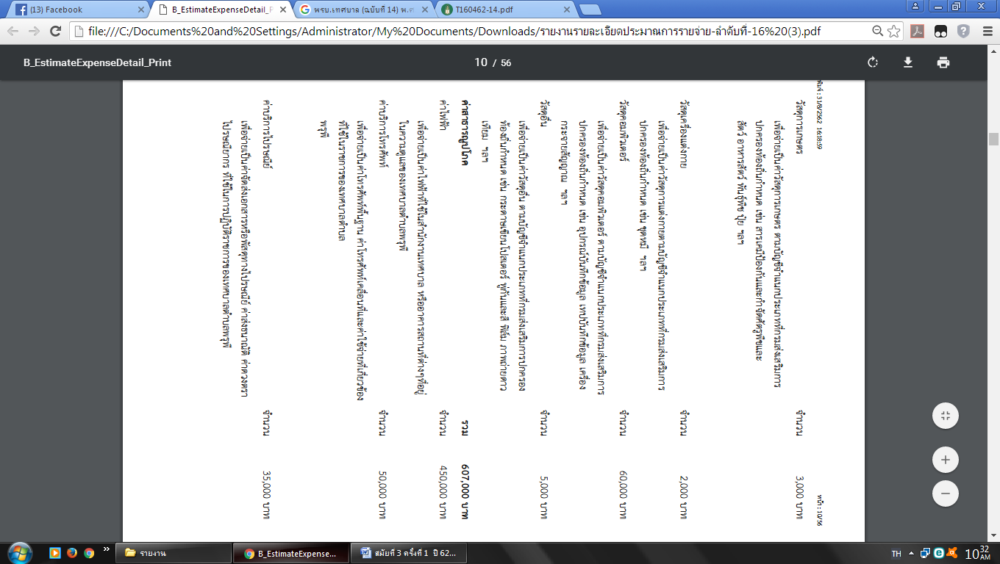 (13) Facebook
B_EstimateExpenseDetail_P
พรบ.เทศบาล (ฉบับที่ 14) พ.ศ
T160462-14.pdf
file:///C:/Documents%20and%20Settings/Administrator/My%20Documents/Downloads/รายงานรายละเอียดประมาณการรายจ่าย-ลำดับที่-16%20(3).pdf
B_EstimateExpenseDetail_Print
10 / 56
พิมพ์ : 31/8/2562 16:18:59
หน้า : 10/56
วัสดุการเกษตร จำนวน 3,000 บาท
เพื่อจ่ายเป็นค่าวัสดุการเกษตร ตามบัญชีจำแนกประเภทที่กรมส่งเสริมการ
ปกครองท้องถิ่นกำหนด เช่น สารเคมีป้องกันและกำจัดศัตรูพืชและ
สัตว์ อาหารสัตว์ พันธุ์พืช ปุ๋ย ฯลฯ
วัสดุเครื่องแต่งกาย จำนวน 2,000 บาท
เพื่อจ่ายเป็นค่าวัสดุการแต่งกายตามบัญชีจำแนกประเภทที่กรมส่งเสริมการ
ปกครองท้องถิ่นกำหนด เช่น ชุดหมี ฯลฯ
วัสดุคอมพิวเตอร์ จำนวน 60,000 บาท
เพื่อจ่ายเป็นค่าวัสดุคอมพิวเตอร์ ตามบัญชีจำแนกประเภทที่กรมส่งเสริมการ
ปกครองท้องถิ่นกำหนด เช่น อุปกรณ์บันทึกข้อมูล เทปบันทึกข้อมูล เครื่อง
กระจายสัญญาณ ฯลฯ
วัสดุอื่น จำนวน 5,000 บาท
เพื่อจ่ายเป็นค่าวัสดุอื่น ตามบัญชีจำแนกประเภทที่กรมส่งเสริมการปกครอง
ท้องถิ่นกำหนด เช่น กระดาษเขียนโปสเตอร์ พู่กันและสี ฟิล์ม ภาพถ่ายดาว
เทียม ฯลฯ
ค่าสาธารณูปโภค รวม 607,000 บาท
ค่าไฟฟ้า จำนวน 450,000 บาท
เพื่อจ่ายเป็นค่าไฟฟ้าที่ใช้ในสำนักงานเทศบาล หรืออาคารสถานที่ต่างๆที่อยู่
ในความดูแลของเทศบาลตำบลพรุพี
ค่าบริการโทรศัพท์ จำนวน 50,000 บาท
เพื่อจ่ายเป็นค่าโทรศัพท์พื้นฐาน ค่าโทรศัพท์เคลื่อนที่และค่าใช้จ่ายที่เกี่ยวข้อง
ที่ใช้ในราชการของเทศบาลตำบล
พรุพี
ค่าบริการไปรษณีย์ จำนวน 35,000 บาท
เพื่อจ่ายเป็นค่าจัดส่งเอกสารหรือพัสดุทางไปรษณีย์ ค่าส่งธนาณัติ ค่าดวงตรา
ไปรษณียากร ที่ใช้ในการปฏิบัติราชการของเทศบาลตำบลพรุพี
รายงาน
B_EstimateExpense...
สมัยที่ 3 ครั้งที่ 1 ปี 62...
TH
10 32 AM